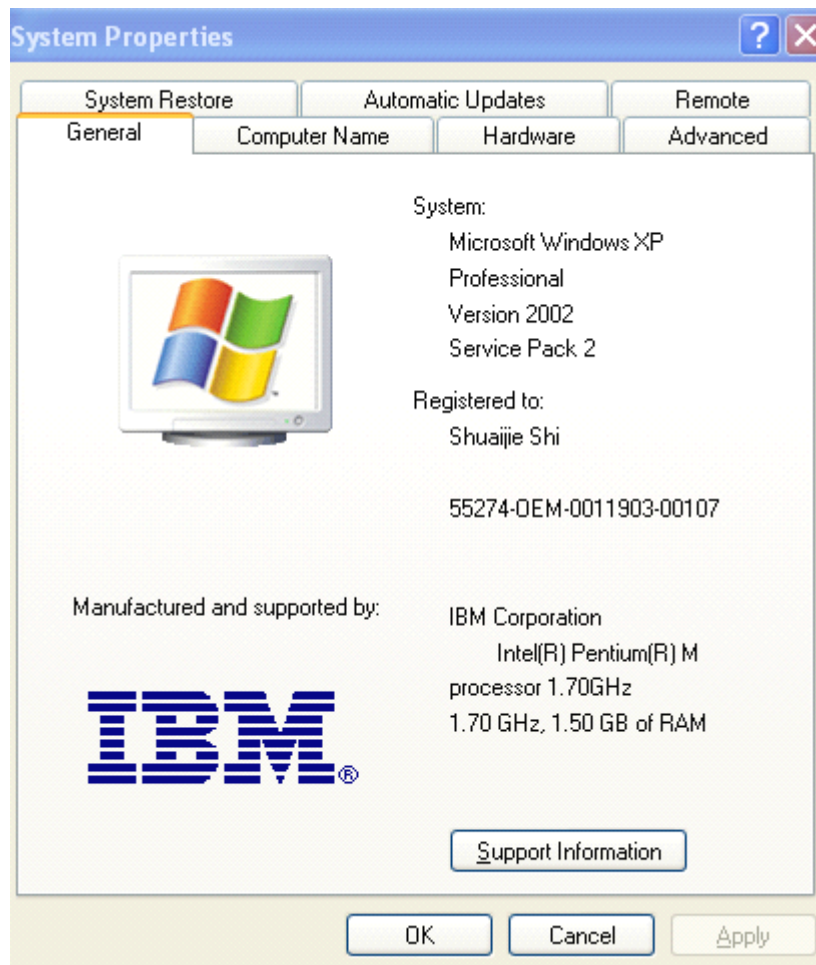 System Properties
System Restore
Automatic Updates
Remote
General
Computer Name
Hardware
Advanced
System:
Microsoft Windows XP
Professional
Version 2002
Service Pack 2
Registered to:
Shuaijie Shi
55274-OEM-0011903-00107
Manufactured and supported by:
IBM Corporation
Intel(R) Pentium(R) M
processor 1.70GHz
1.70 GHz, 1.50 GB of RAM
IBM®
Support Information
OK
Cancel
Apply